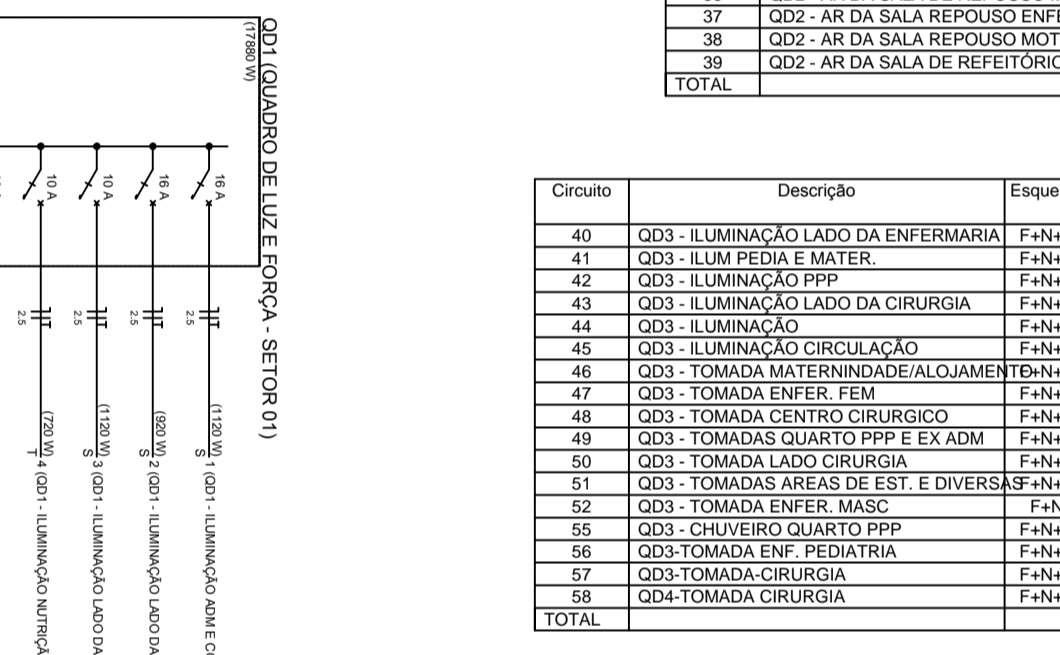 QD1 (QUADRO DE LUZ E FORÇA - SETOR 01)
(17880 W)
16 A
16 A
10 A
10 A
2.5
2.5
2.5
2.5
(1120 W)
S
1 (QD1 - ILUMINAÇÃO ADM E
(920 W)
S
2 (QD1 - ILUMINAÇÃO LADO DA
(1120 W)
S
3 (QD1 - ILUMINAÇÃO LADO DA
(720 W)
T
4 (QD1 - ILUMINAÇÃO NUTRIÇÃ
37 QD2 - AR DA SALA REPOUSO ENFE
38 QD2 - AR DA SALA REPOUSO MOT
39 QD2 - AR DA SALA DE REFEITÓRIO
TOTAL
Circuito Descrição Esque
40 QD3 - ILUMINAÇÃO LADO DA ENFERMARIA F+N+
41 QD3 - ILUM PEDIA E MATER. F+N+
42 QD3 - ILUMINAÇÃO PPP F+N+
43 QD3 - ILUMINAÇÃO LADO DA CIRURGIA F+N+
44 QD3 - ILUMINAÇÃO F+N+
45 QD3 - ILUMINAÇÃO CIRCULAÇÃO F+N+
46 QD3 - TOMADA MATERNINDADE/ALOJAMENTO F+N+
47 QD3 - TOMADA ENFER. FEM F+N+
48 QD3 - TOMADA CENTRO CIRURGICO F+N+
49 QD3 - TOMADAS QUARTO PPP E EX ADM F+N+
50 QD3 - TOMADA LADO CIRURGIA F+N+
51 QD3 - TOMADAS AREAS DE EST. E DIVERSAS F+N+
52 QD3 - TOMADA ENFER. MASC F+N
55 QD3 - CHUVEIRO QUARTO PPP F+N+
56 QD3-TOMADA ENF. PEDIATRIA F+N+
57 QD3-TOMADA-CIRURGIA F+N+
58 QD4-TOMADA CIRURGIA F+N+
TOTAL